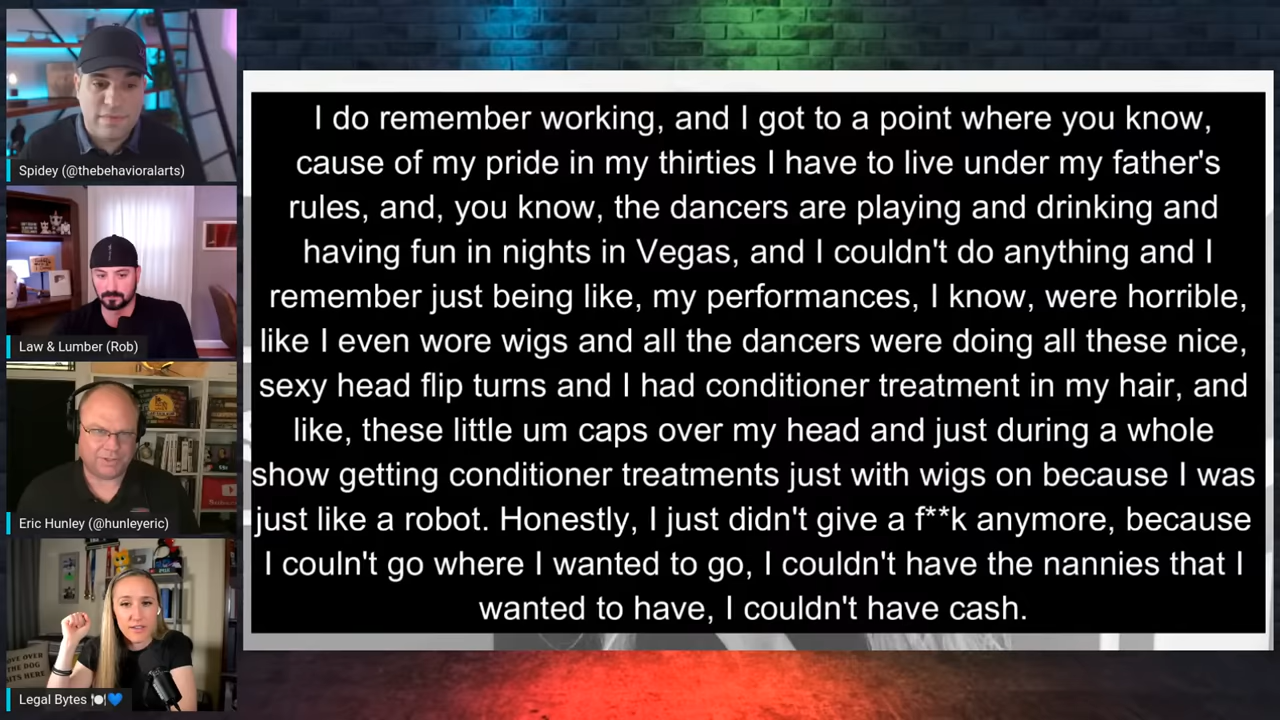 Spidey (@thebehavioralarts)
Law & Lumber (Rob)
Eric Hunley (@hunleyeric)
Legal Bytes 🍽️💙
I do remember working, and I got to a point where you know,
cause of my pride in my thirties I have to live under my father's
rules, and, you know, the dancers are playing and drinking and
having fun in nights in Vegas, and I couldn't do anything and I
remember just being like, my performances, I know, were horrible,
like I even wore wigs and all the dancers were doing all these nice,
sexy head flip turns and I had conditioner treatment in my hair, and
like, these little um caps over my head and just during a whole
show getting conditioner treatments just with wigs on because I was
just like a robot. Honestly, I just didn't give a f**k anymore, because
I couln't go where I wanted to go, I couldn't have the nannies that I
wanted to have, I couldn't have cash.